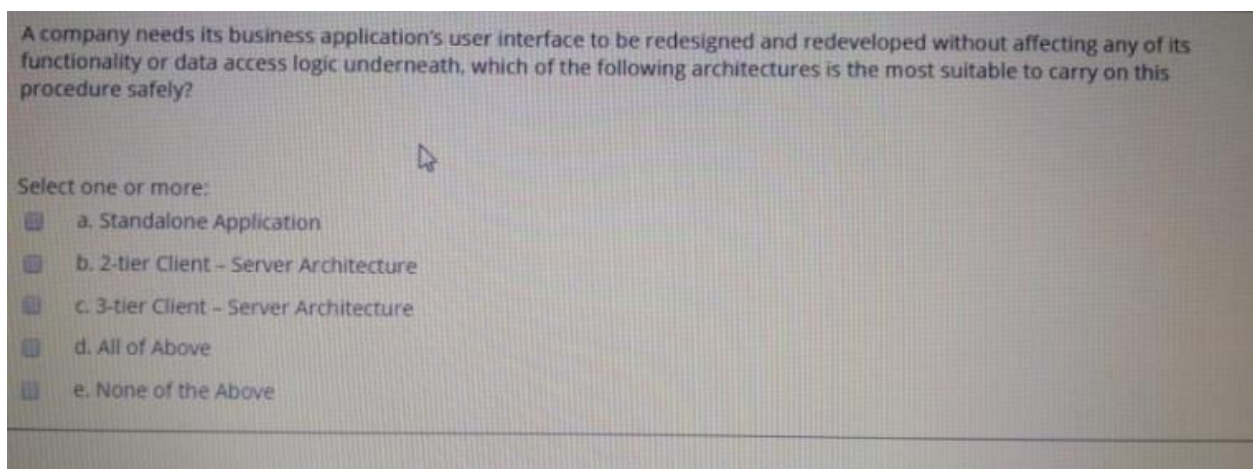 A company needs its business application's user interface to be redesigned and redeveloped without affecting any of its
functionality or data access logic underneath, which of the following architectures is the most suitable to carry on this
procedure safely?
Select one or more:
a. Standalone Application
b. 2-tier Client – Server Architecture
c. 3-tier Client – Server Architecture
d. All of Above
e. None of the Above